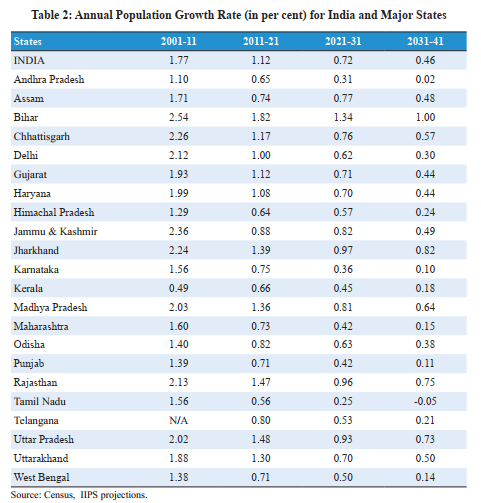 Table 2: Annual Population Growth Rate (in per cent) for India and Major States
States 2001-11 2011-21 2021-31 2031-41
INDIA 1.77 1.12 0.72 0.46
Andhra Pradesh 1.10 0.65 0.31 0.02
Assam 1.71 0.74 0.77 0.48
Bihar 2.54 1.82 1.34 1.00
Chhattisgarh 2.26 1.17 0.76 0.57
Delhi 2.12 1.00 0.62 0.30
Gujarat 1.93 1.12 0.71 0.44
Haryana 1.99 1.08 0.70 0.44
Himachal Pradesh 1.29 0.64 0.57 0.24
Jammu & Kashmir 2.36 0.88 0.82 0.49
Jharkhand 2.24 1.39 0.97 0.82
Karnataka 1.56 0.75 0.36 0.10
Kerala 0.49 0.66 0.45 0.18
Madhya Pradesh 2.03 1.36 0.81 0.64
Maharashtra 1.60 0.73 0.42 0.15
Odisha 1.40 0.82 0.63 0.38
Punjab 1.39 0.71 0.42 0.11
Rajasthan 2.13 1.47 0.96 0.75
Tamil Nadu 1.56 0.56 0.25 -0.05
Telangana N/A 0.80 0.53 0.21
Uttar Pradesh 2.02 1.48 0.93 0.73
Uttarakhand 1.88 1.30 0.70 0.50
West Bengal 1.38 0.71 0.50 0.14
Source: Census, IIPS projections.